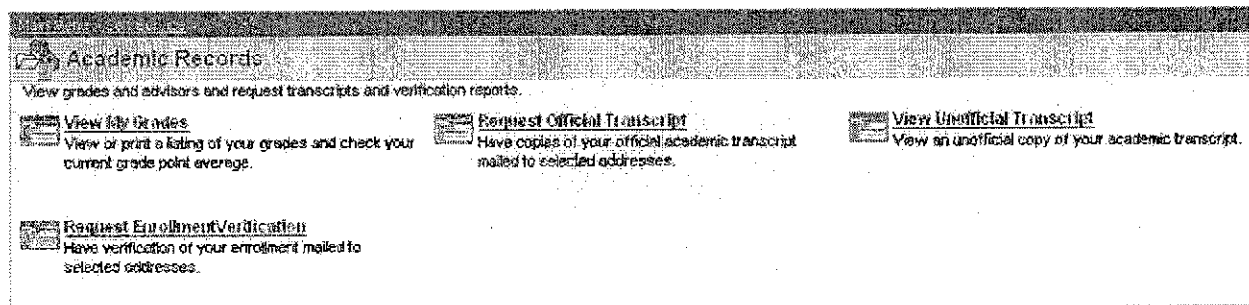 Academic Records
View grades and advisors and request transcripts and verification reports.
View My Grades
View or print a listing of your grades and check your
current grade point average.
Request Official Transcript
Have copies of your official academic transcript
mailed to selected addresses.
View Unofficial Transcript
View an unofficial copy of your academic transcript.
Request EnrollmentVerification
Have verification of your enrollment mailed to
selected addresses.